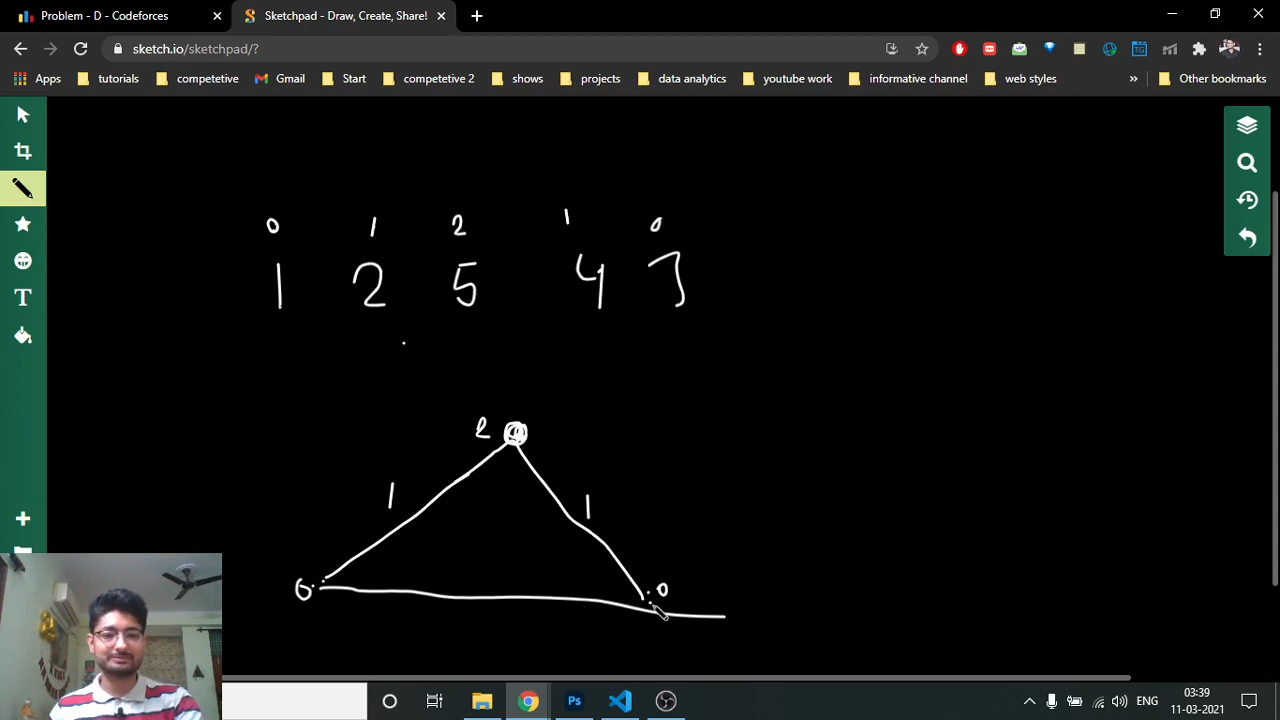 Problem - D - Codeforces
Sketchpad - Draw, Create, Share!
sketch.io/sketchpad/?
Apps tutorials competetive Gmail Start competetive 2 shows projects data analytics youtube work informative channel web styles » Other bookmarks
0 1 2 1 0
1 2 5 4 3
2
1 1
0 0
ENG
03:39
11-03-2021